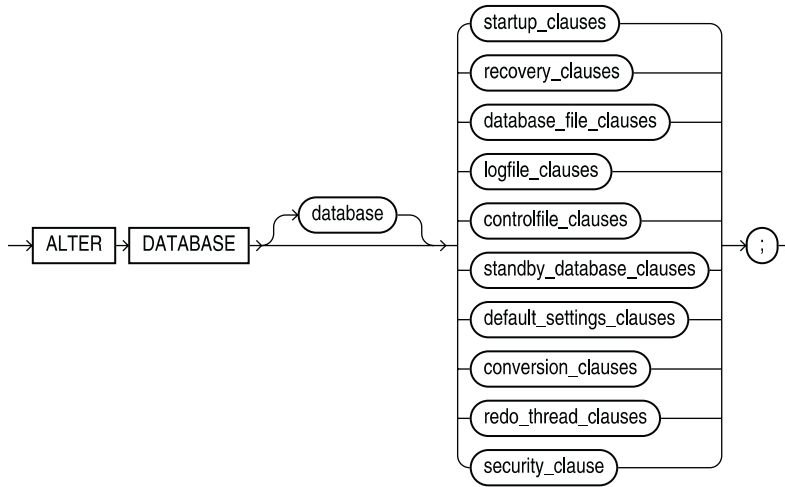 startup_clauses
recovery_clauses
database_file_clauses
logfile_clauses
database
controlfile_clauses
ALTER DATABASE ;
standby_database_clauses
default_settings_clauses
conversion_clauses
redo_thread_clauses
security_clause